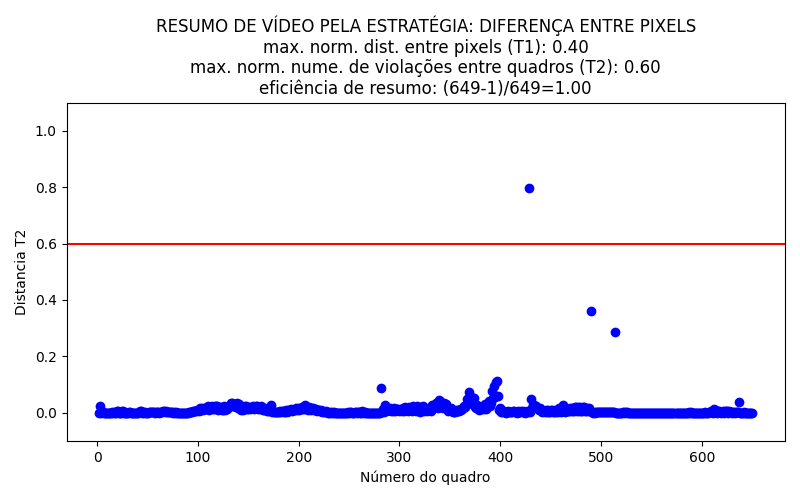 RESUMO DE VÍDEO PELA ESTRATÉGIA: DIFERENÇA ENTRE PIXELS
max. norm. dist. entre pixels (T1): 0.40
max. norm. nume. de violações entre quadros (T2): 0.60
eficiência de resumo: (649-1)/649=1.00
1.0
0.8
0.6
0.4
0.2
0.0
Distancia T2
0 100 200 300 400 500 600
Número do quadro